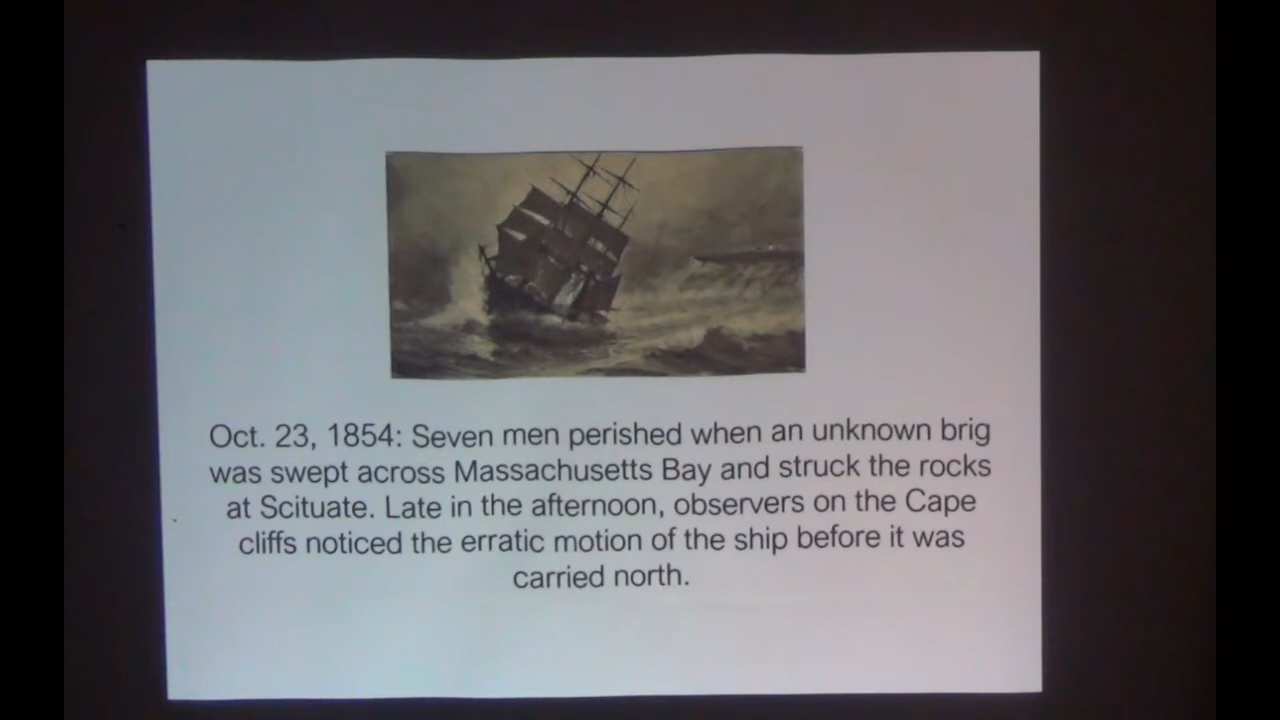 Oct. 23, 1854: Seven men perished when an unknown brig
was swept across Massachusetts Bay and struck the rocks
at Scituate. Late in the afternoon, observers on the Cape
cliffs noticed the erratic motion of the ship before it was
carried north.